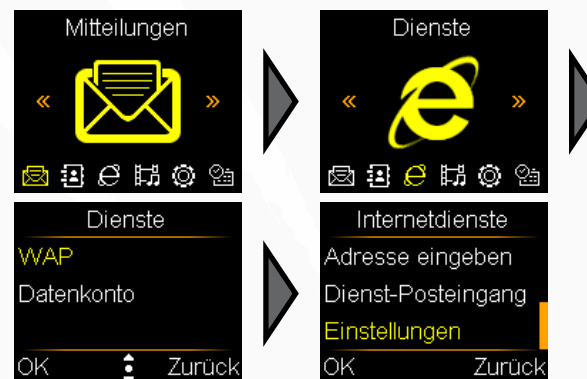 Mitteilungen
Dienste
Dienste
WAP
Datenkonto
OK Zurück
Internetdienste
Adresse eingeben
Dienst-Posteingang
Einstellungen
OK Zurück